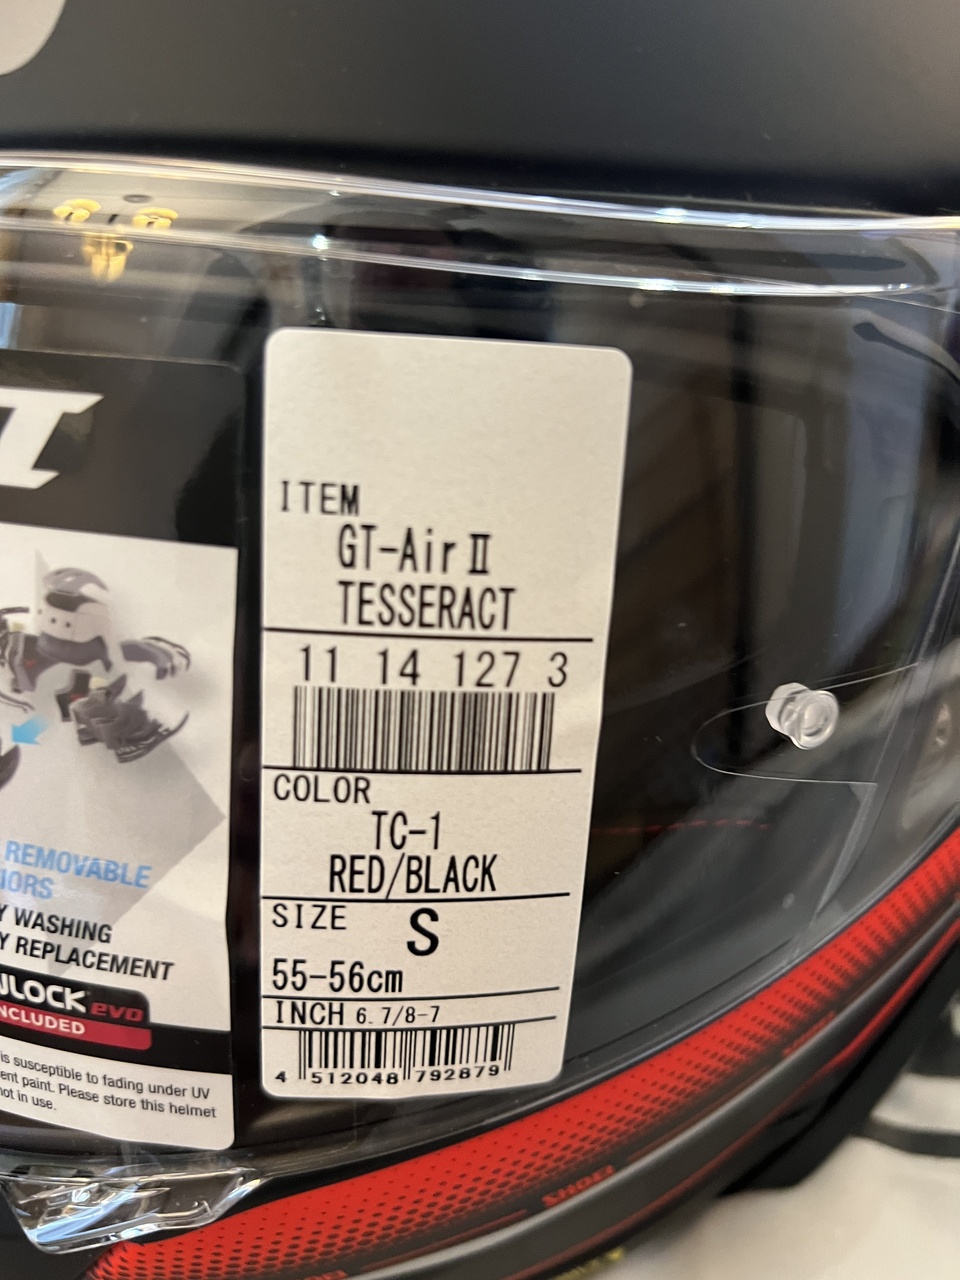 ITEM
GT-Air II
TESSERACT
11 14 127 3
COLOR
TC-1
RED/BLACK
SIZE S
55-56cm
INCH 6.7/8-7
4 512048 792879
REMOVABLE
WASHING
REPLACEMENT
evo
is susceptible to fading under UV
paint. Please store this helmet
not in use.
SHOEI